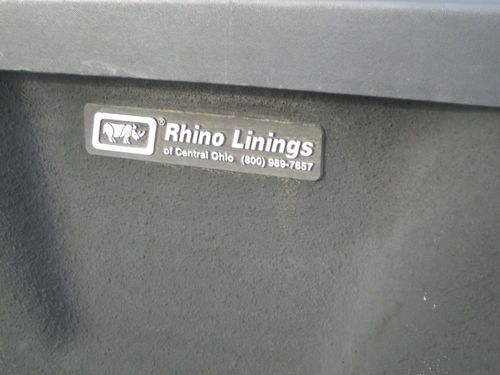 ® Rhino Linings
of Central Ohio (800) 989-7657